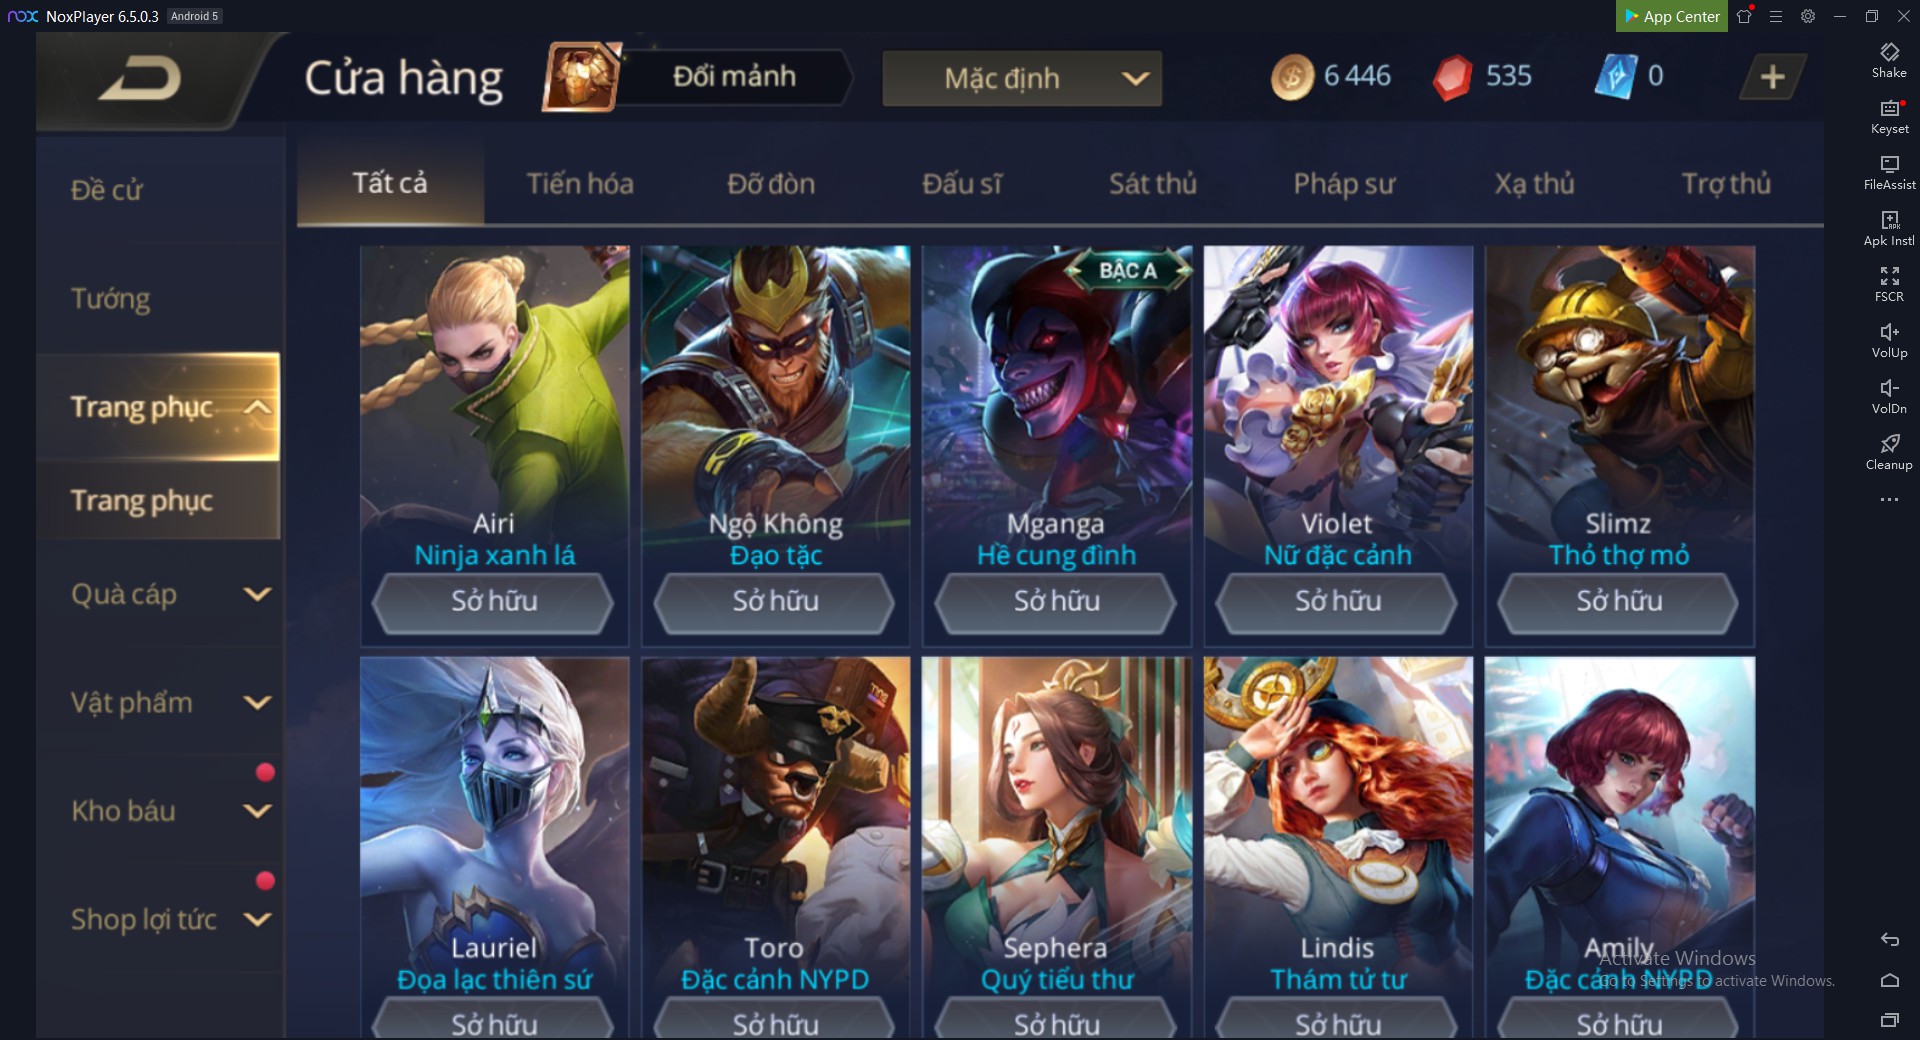 nox NoxPlayer 6.5.0.3 Android 5
App Center
Cửa hàng
Đổi mảnh
Mặc định
6 446
535
0
Shake
Keyset
FileAssist
Apk Instl
FSCR
VolUp
VolDn
Cleanup
Đề cử
Tướng
Trang phục
Trang phục
Quà cáp
Vật phẩm
Kho báu
Shop lợi tức
Tất cả
Tiến hóa
Đỡ đòn
Đấu sĩ
Sát thủ
Pháp sư
Xạ thủ
Trợ thủ
Airi
Ninja xanh lá
Sở hữu
Ngộ Không
Đạo tặc
Sở hữu
BẬC A
Mganga
Hề cung đình
Sở hữu
Violet
Nữ đặc cảnh
Sở hữu
Slimz
Thỏ thợ mỏ
Sở hữu
Lauriel
Đọa lạc thiên sứ
Sở hữu
Toro
Đặc cảnh NYPD
Sở hữu
Sephera
Quý tiểu thư
Sở hữu
Lindis
Thám tử tư
Sở hữu
Amily
Đặc cảnh NYPD
Sở hữu
Activate Windows
Go to Settings to activate Windows.